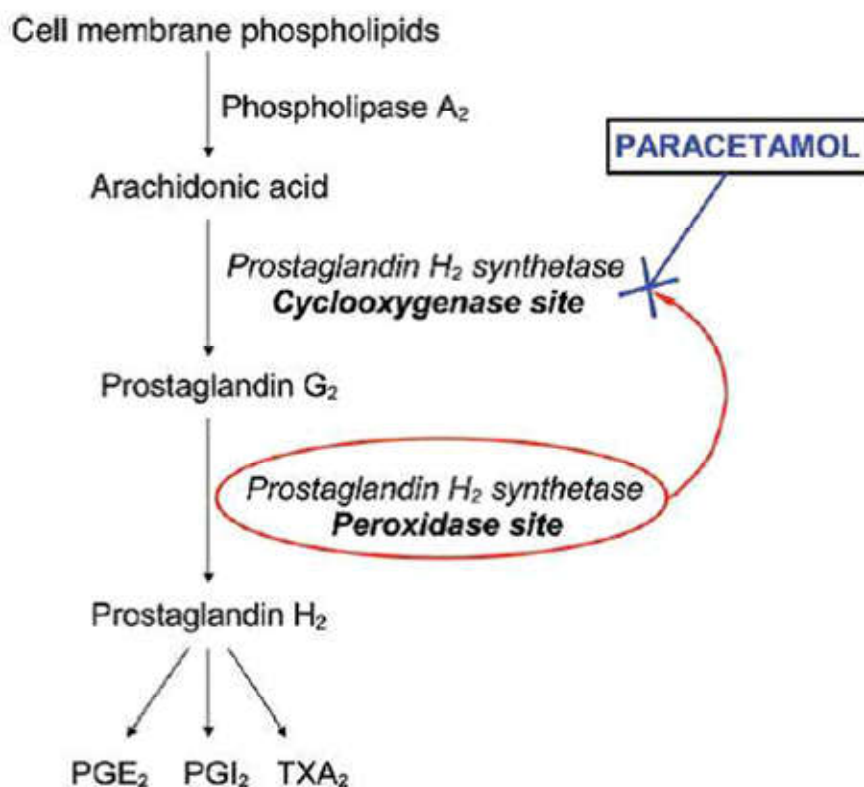 Cell membrane phospholipids
Phospholipase A₂
PARACETAMOL
Arachidonic acid
Prostaglandin H₂ synthetase
Cyclooxygenase site
Prostaglandin G₂
Prostaglandin H₂ synthetase
Peroxidase site
Prostaglandin H₂
PGE₂ PGI₂ TXA₂